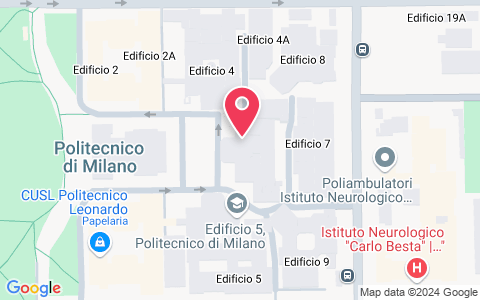 Edificio 19A
Edificio 4A
Edificio 2A
Edificio 8
Edificio 2
Edificio 4
Politecnico
di Milano
Edificio 7
CUSL Politecnico
Leonardo
Papelaria
Poliambulatori
Istituto Neurologico...
Edificio 5,
Politecnico di Milano
Istituto Neurologico
"Carlo Besta" |..."
Edificio 9
Edificio 5
Map data ©2024 Google